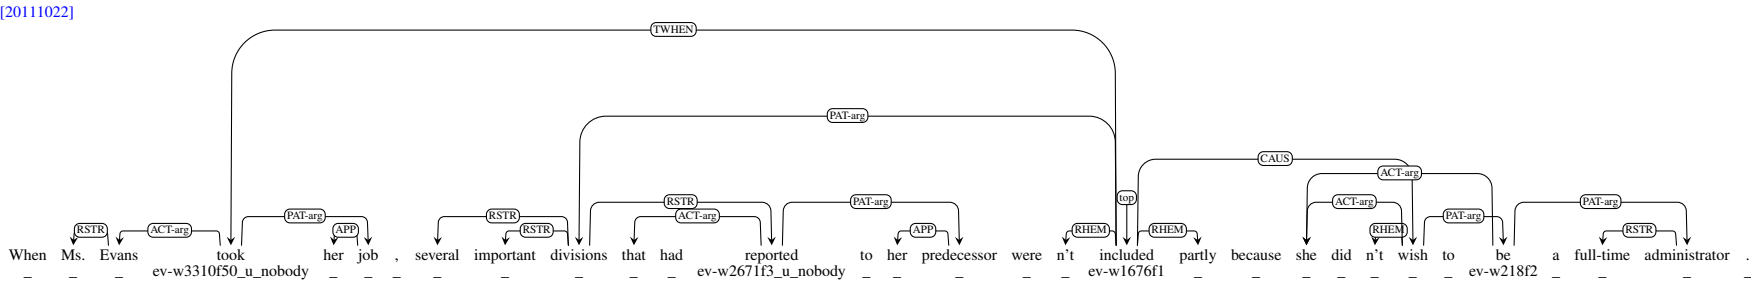 [20111022]
TWHEN
PAT-arg
CAUS
ACT-arg
top
RSTR PAT-arg PAT-arg
PAT-arg RSTR ACT-arg ACT-arg PAT-arg
RSTR ACT-arg APP RSTR APP RHEM RHEM RHEM RSTR
When Ms. Evans took her job , several important divisions that had reported to her predecessor were n't included partly because she did n't wish to be a full-time administrator .
_ _ _ ev-w3310f50_u_nobody _ _ _ _ _ _ _ _ ev-w2671f3_u_nobody _ _ _ _ _ ev-w1676f1 _ _ _ _ _ _ _ ev-w218f2 _ _ _ _